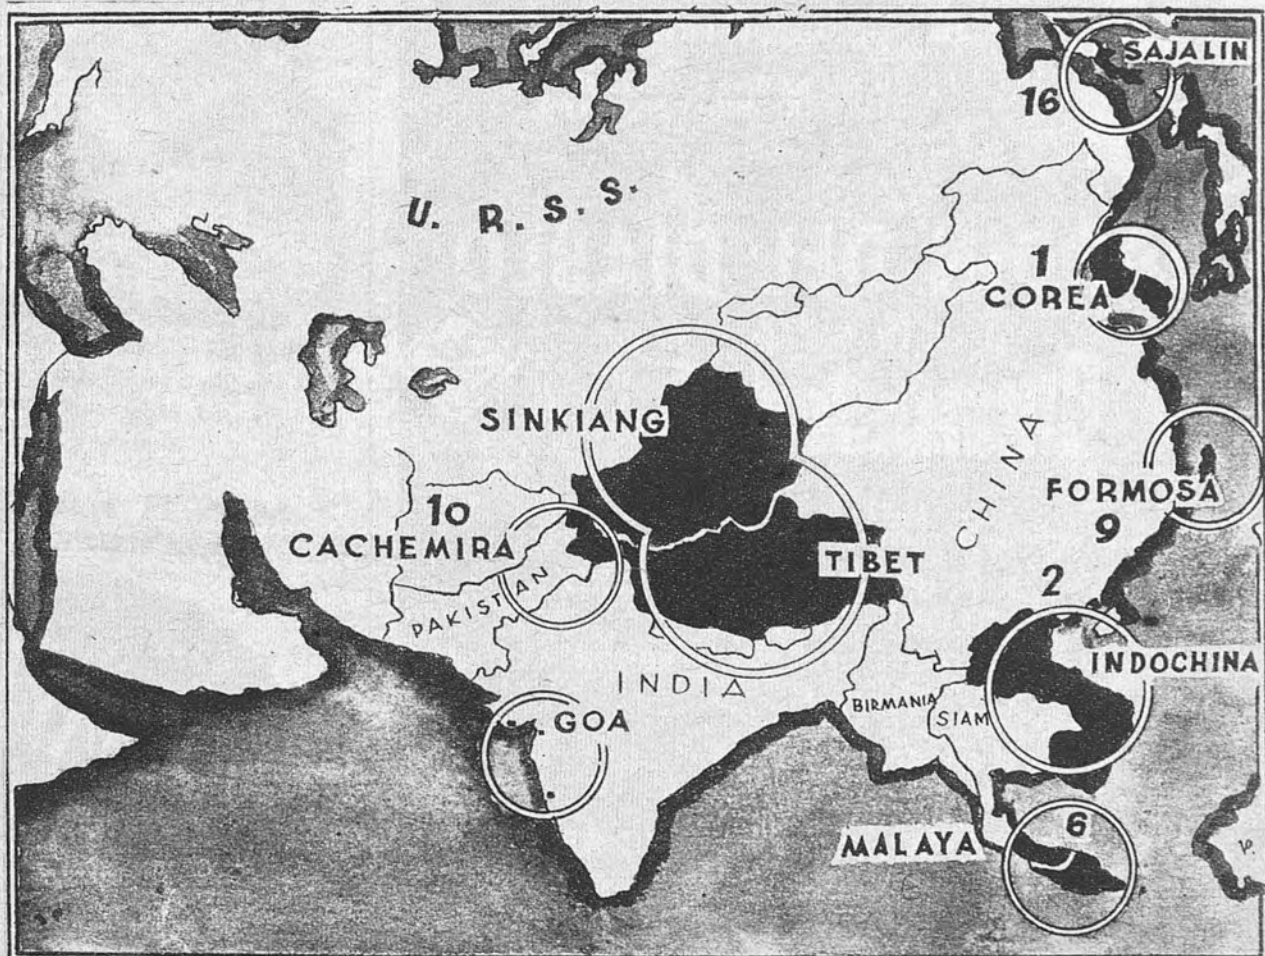 SAJALIN
16
U. R. S. S.
1
COREA
SINKIANG
CHINA
FORMOSA
9
10
CACHEMIRA
TIBET
PAKISTAN
2
INDOCHINA
INDIA
BIRMANIA
SIAM
GOA
6
MALAYA